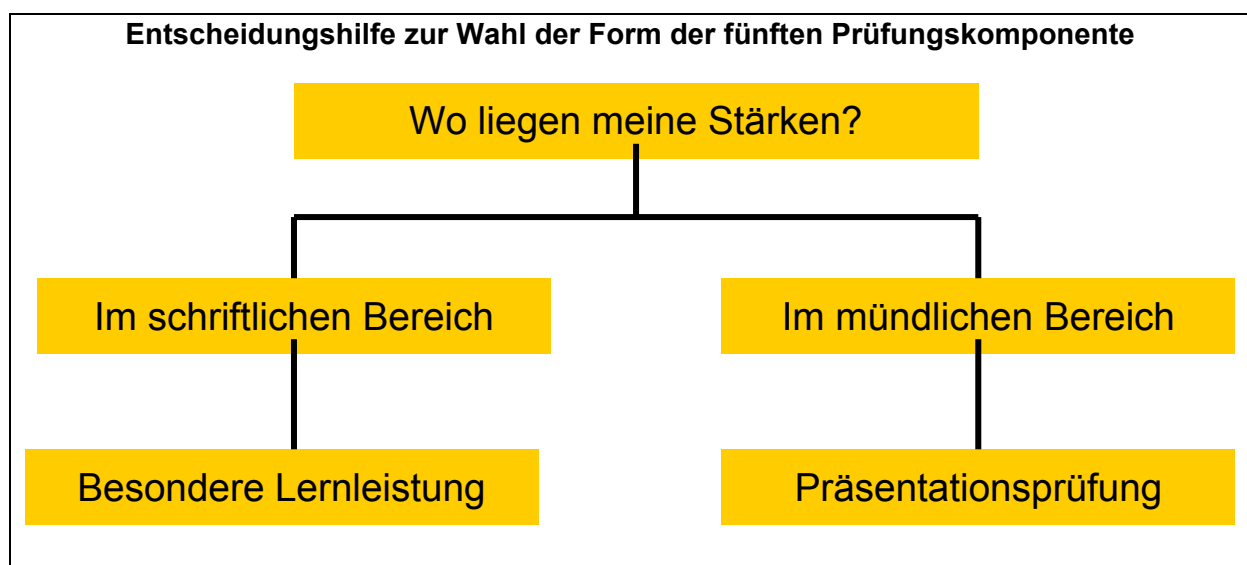 Entscheidungshilfe zur Wahl der Form der fünften Prüfungskomponente
Wo liegen meine Stärken?
Im schriftlichen Bereich
Im mündlichen Bereich
Besondere Lernleistung
Präsentationsprüfung